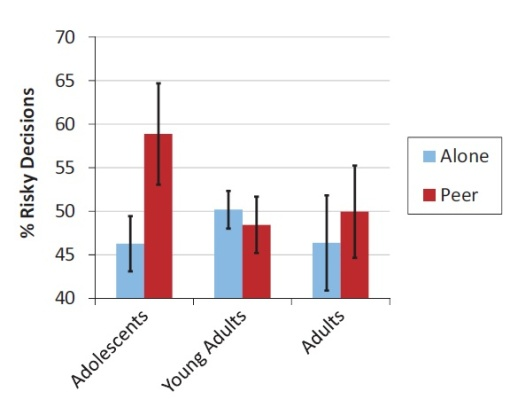 70
65
60
55
50
45
40
% Risky Decisions
Adolescents
Young Adults
Adults
Alone
Peer